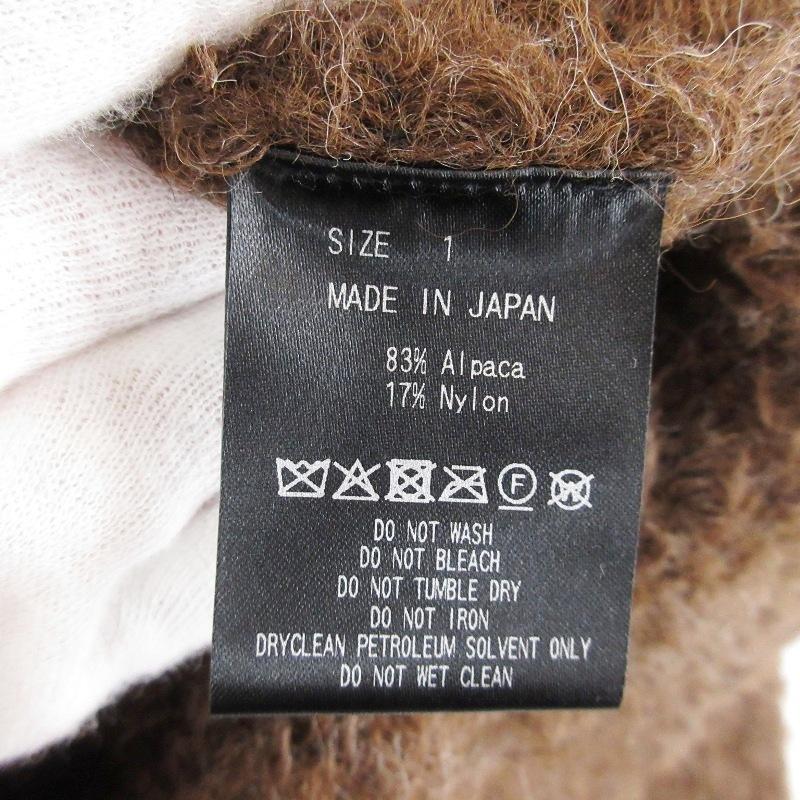 SIZE 1
MADE IN JAPAN
83% Alpaca
17% Nylon
F W
DO NOT WASH
DO NOT BLEACH
DO NOT TUMBLE DRY
DO NOT IRON
DRYCLEAN PETROLEUM SOLVENT ONLY
DO NOT WET CLEAN